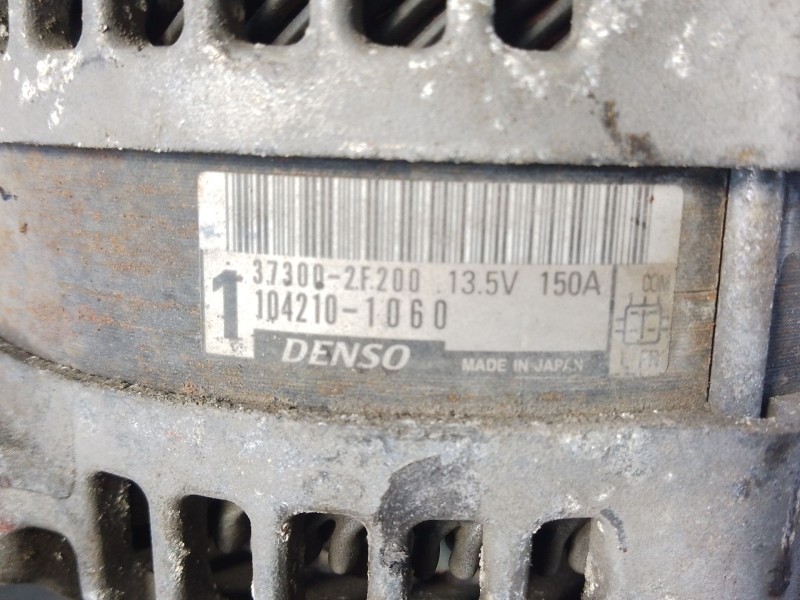 1
37300-2F200 13.5V 150A
104210-1060
DENSO MADE IN JAPAN
COM
L FR